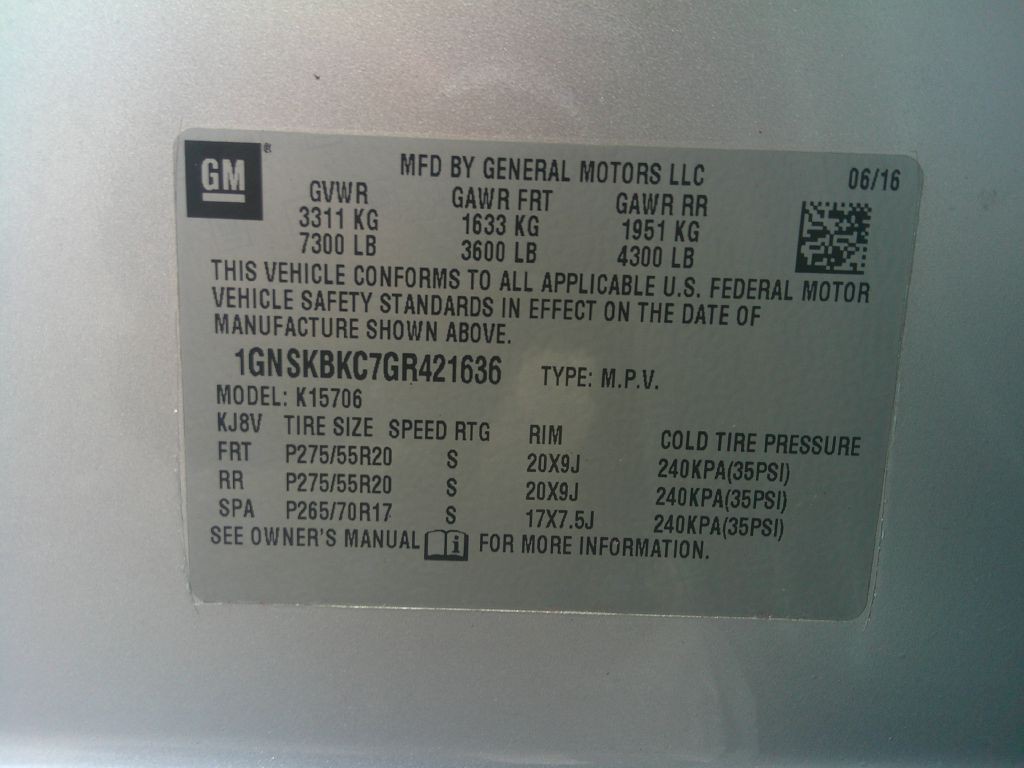 GM®
MFD BY GENERAL MOTORS LLC 06/16
GVWR GAWR FRT GAWR RR
3311 KG 1633 KG 1951 KG
7300 LB 3600 LB 4300 LB
THIS VEHICLE CONFORMS TO ALL APPLICABLE U.S. FEDERAL MOTOR
VEHICLE SAFETY STANDARDS IN EFFECT ON THE DATE OF
MANUFACTURE SHOWN ABOVE.
1GNSKBKC7GR421636 TYPE: M.P.V.
MODEL: K15706
KJ8V TIRE SIZE SPEED RTG RIM COLD TIRE PRESSURE
FRT P275/55R20 S 20X9J 240KPA(35PSI)
RR P275/55R20 S 20X9J 240KPA(35PSI)
SPA P265/70R17 S 17X7.5J 240KPA(35PSI)
SEE OWNER'S MANUAL i FOR MORE INFORMATION.